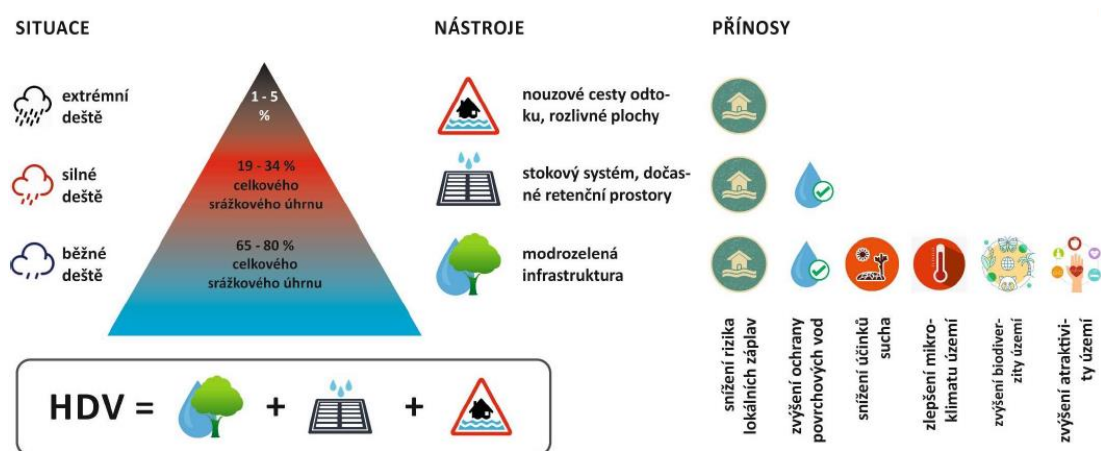 SITUACE
NÁSTROJE
PŘÍNOSY
extrémní
deště
1 - 5
%
nouzové cesty odto-
ku, rozlivné plochy
silné
deště
19 - 34 %
celkového
srážkového úhrnu
stokový systém, dočas-
né retenční prostory
běžné
deště
65 - 80 %
celkového
srážkového úhrnu
modrozelená
infrastruktura
snížení rizika
lokálních záplav
zvýšení ochrany
povrchových vod
snížení účinků
sucha
zlepšení mikro-
klimatu území
zvýšení biodiver-
zity území
zvýšení atraktivi-
ty území
HDV = + +